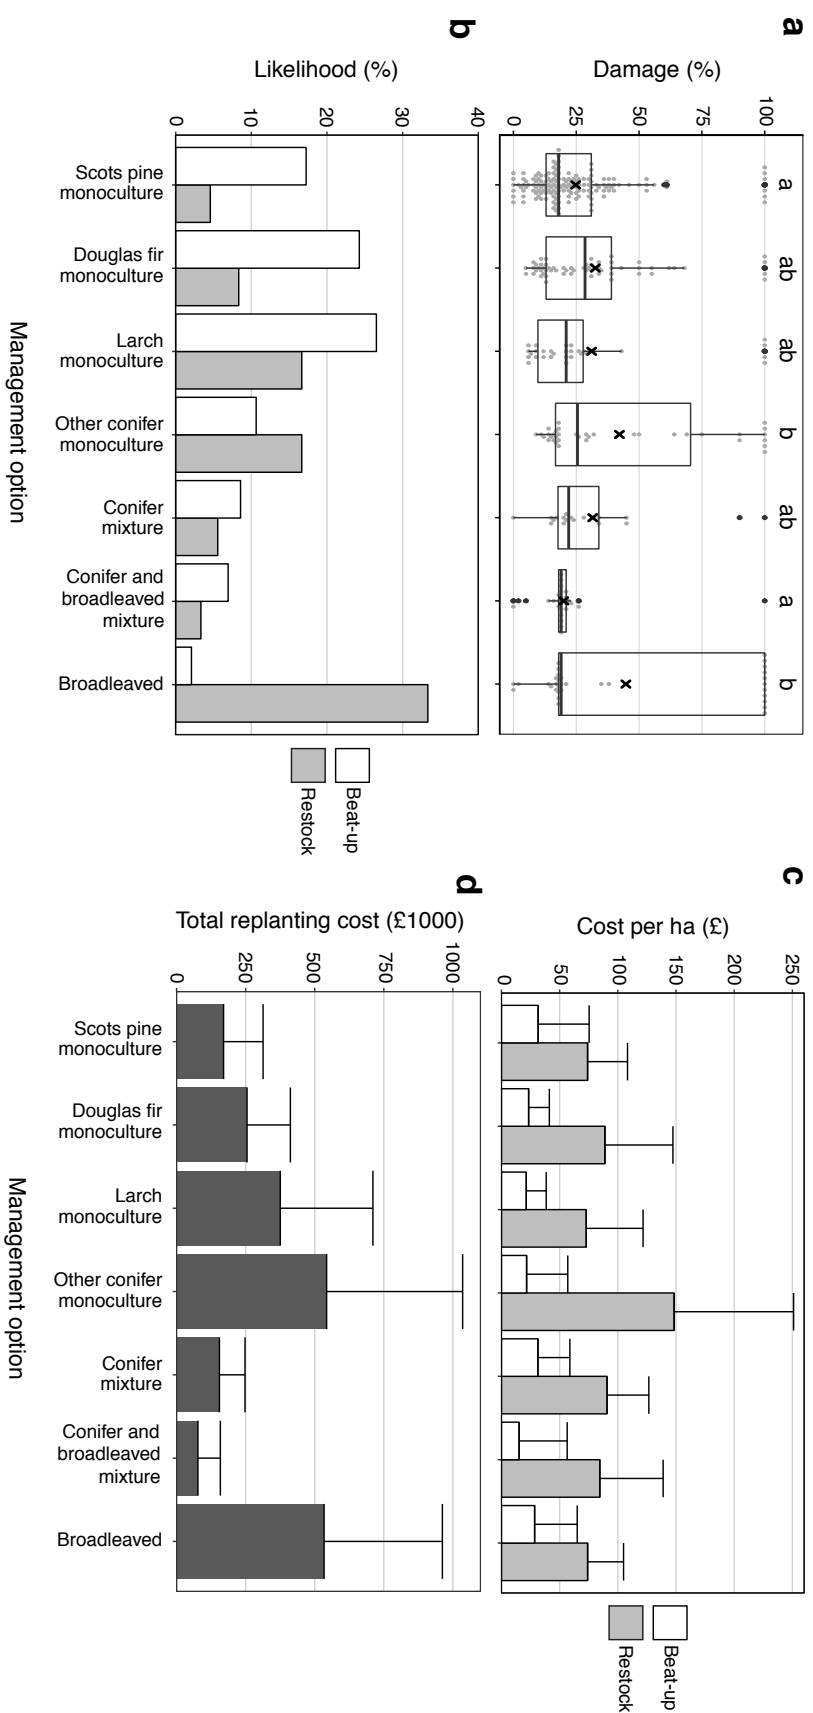 a
Damage (%)
0 25 50 75 100
a ab ab b ab a b
b
Likelihood (%)
0 10 20 30 40
Scots pine
monoculture
Douglas fir
monoculture
Larch
monoculture
Other conifer
monoculture
Conifer
mixture
Conifer and
broadleaved
mixture
Broadleaved
Management option
Beat-up
Restock
c
Cost per ha (£)
0 50 100 150 200 250
Beat-up
Restock
d
Total replanting cost (£1000)
0 250 500 750 1000
Scots pine
monoculture
Douglas fir
monoculture
Larch
monoculture
Other conifer
monoculture
Conifer
mixture
Conifer and
broadleaved
mixture
Broadleaved
Management option